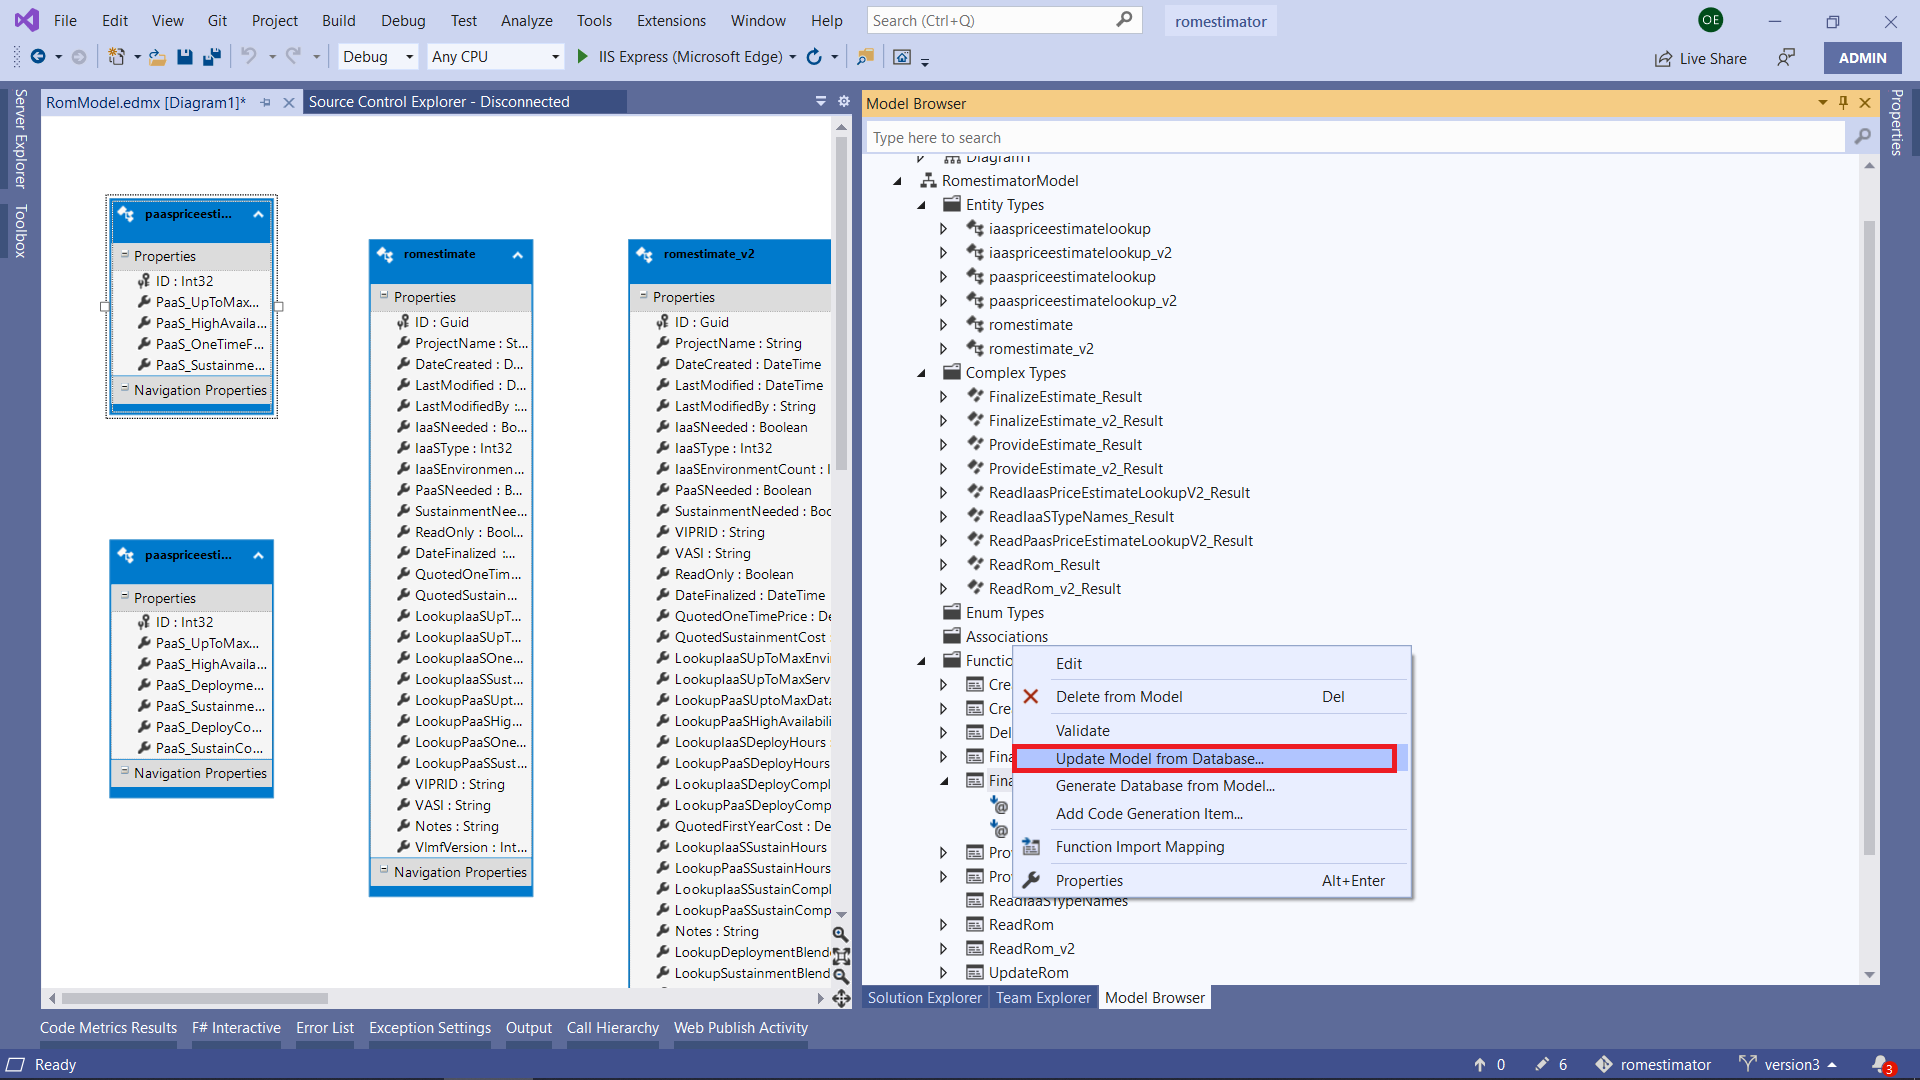 File Edit View Git Project Build Debug Test Analyze Tools Extensions Window Help Search (Ctrl+Q) romestimator OE
Debug Any CPU IIS Express (Microsoft Edge) Live Share ADMIN
Server Explorer
Toolbox
RomModel.edmx [Diagram1]* Source Control Explorer - Disconnected
paaspriceesti...
Properties
ID : Int32
PaaS_UpToMax...
PaaS_HighAvaila...
PaaS_OneTimeF...
PaaS_Sustainme...
Navigation Properties
paaspriceesti...
Properties
ID : Int32
PaaS_UpToMax...
PaaS_HighAvaila...
PaaS_Deployme...
PaaS_Sustainme...
PaaS_DeployCo...
PaaS_SustainCo...
Navigation Properties
romestimate
Properties
ID : Guid
ProjectName : St...
DateCreated : D...
LastModified : D...
LastModifiedBy :...
IaaSNeeded : Bo...
IaaSType : Int32
IaaSEnvironmen...
PaaSNeeded : B...
SustainmentNee...
ReadOnly : Bool...
DateFinalized :...
QuotedOneTim...
QuotedSustain...
LookupIaaSUpT...
LookupIaaSUpT...
LookupIaaSOne...
LookupIaaSSust...
LookupPaaSUpt...
LookupPaaSHig...
LookupPaaSOne...
LookupPaaSSust...
VIPRID : String
VASI : String
Notes : String
VlmfVersion : Int...
Navigation Properties
romestimate_v2
Properties
ID : Guid
ProjectName : String
DateCreated : DateTime
LastModified : DateTime
LastModifiedBy : String
IaaSNeeded : Boolean
IaaSType : Int32
IaaSEnvironmentCount : I
PaaSNeeded : Boolean
SustainmentNeeded : Boo
VIPRID : String
VASI : String
ReadOnly : Boolean
DateFinalized : DateTime
QuotedOneTimePrice : De
QuotedSustainmentCost :
LookupIaaSUpToMaxEnvi
LookupIaaSUpToMaxServ
LookupPaaSUptoMaxData
LookupPaaSHighAvailabili
LookupIaaSDeployHours :
LookupPaaSDeployHours
LookupIaaSDeployCompl
LookupPaaSDeployComp
QuotedFirstYearCost : De
LookupIaaSSustainHours
LookupPaaSSustainHours
LookupIaaSSustainCompl
LookupPaaSSustainComp
Notes : String
LookupDeploymentBlend
LookupSustainmentBlend
Model Browser
Type here to search
Diagram1
RomestimatorModel
Entity Types
iaaspriceestimatelookup
iaaspriceestimatelookup_v2
paaspriceestimatelookup
paaspriceestimatelookup_v2
romestimate
romestimate_v2
Complex Types
FinalizeEstimate_Result
FinalizeEstimate_v2_Result
ProvideEstimate_Result
ProvideEstimate_v2_Result
ReadIaasPriceEstimateLookupV2_Result
ReadIaaSTypeNames_Result
ReadPaasPriceEstimateLookupV2_Result
ReadRom_Result
ReadRom_v2_Result
Enum Types
Associations
Functio
Cre
Cre
Del
Fina
Fina
Pro
Pro
ReadIaaSTypeNames
ReadRom
ReadRom_v2
UpdateRom
Edit
Delete from Model Del
Validate
Update Model from Database...
Generate Database from Model...
Add Code Generation Item...
Function Import Mapping
Properties Alt+Enter
Properties
Solution Explorer Team Explorer Model Browser
Code Metrics Results F# Interactive Error List Exception Settings Output Call Hierarchy Web Publish Activity
Ready 0 6 romestimator version3 3